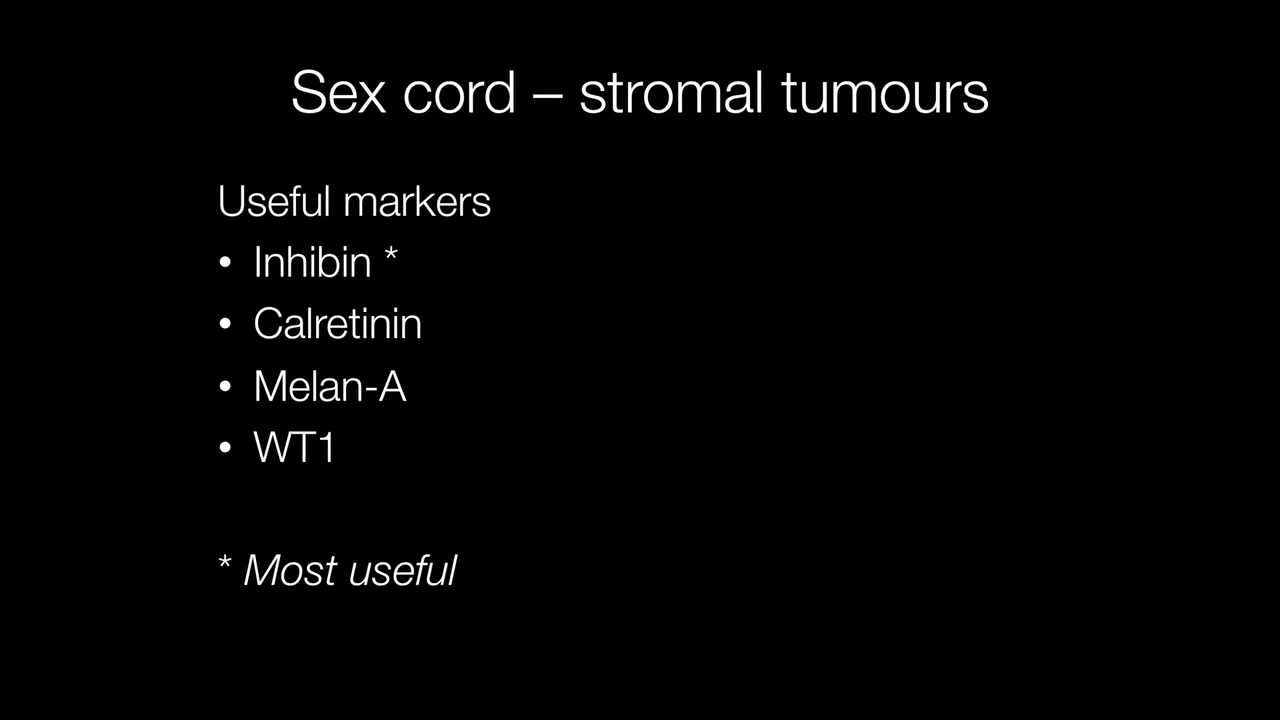 Sex cord – stromal tumours
Useful markers
• Inhibin *
• Calretinin
• Melan-A
• WT1
* Most useful